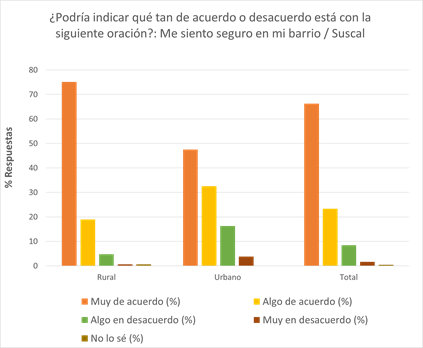 ¿Podría indicar qué tan de acuerdo o desacuerdo está con la
siguiente oración?: Me siento seguro en mi barrio / Suscal
80
70
60
50
40
30
20
10
0
% Respuestas
Rural Urbano Total
Muy de acuerdo (%) Algo de acuerdo (%)
Algo en desacuerdo (%) Muy en desacuerdo (%)
No lo sé (%)